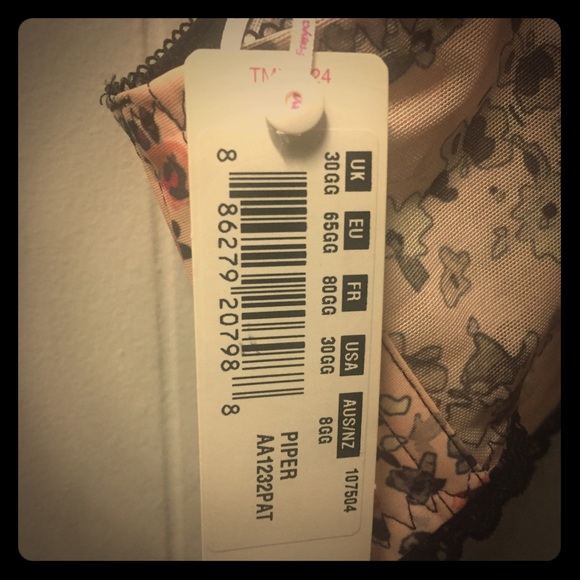 UK 30GG
EU 65GG
FR 80GG
USA 30GG
AUS/NZ 8GG
107504
8 86279 20798 8
PIPER
AA1232PAT